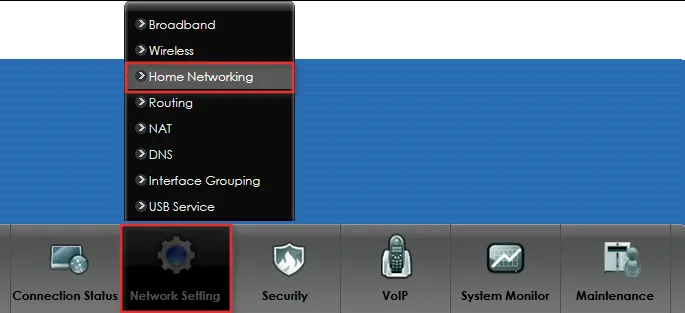 Broadband
Wireless
Home Networking
Routing
NAT
DNS
Interface Grouping
USB Service
Connection Status Network Setting Security VoIP System Monitor Maintenance